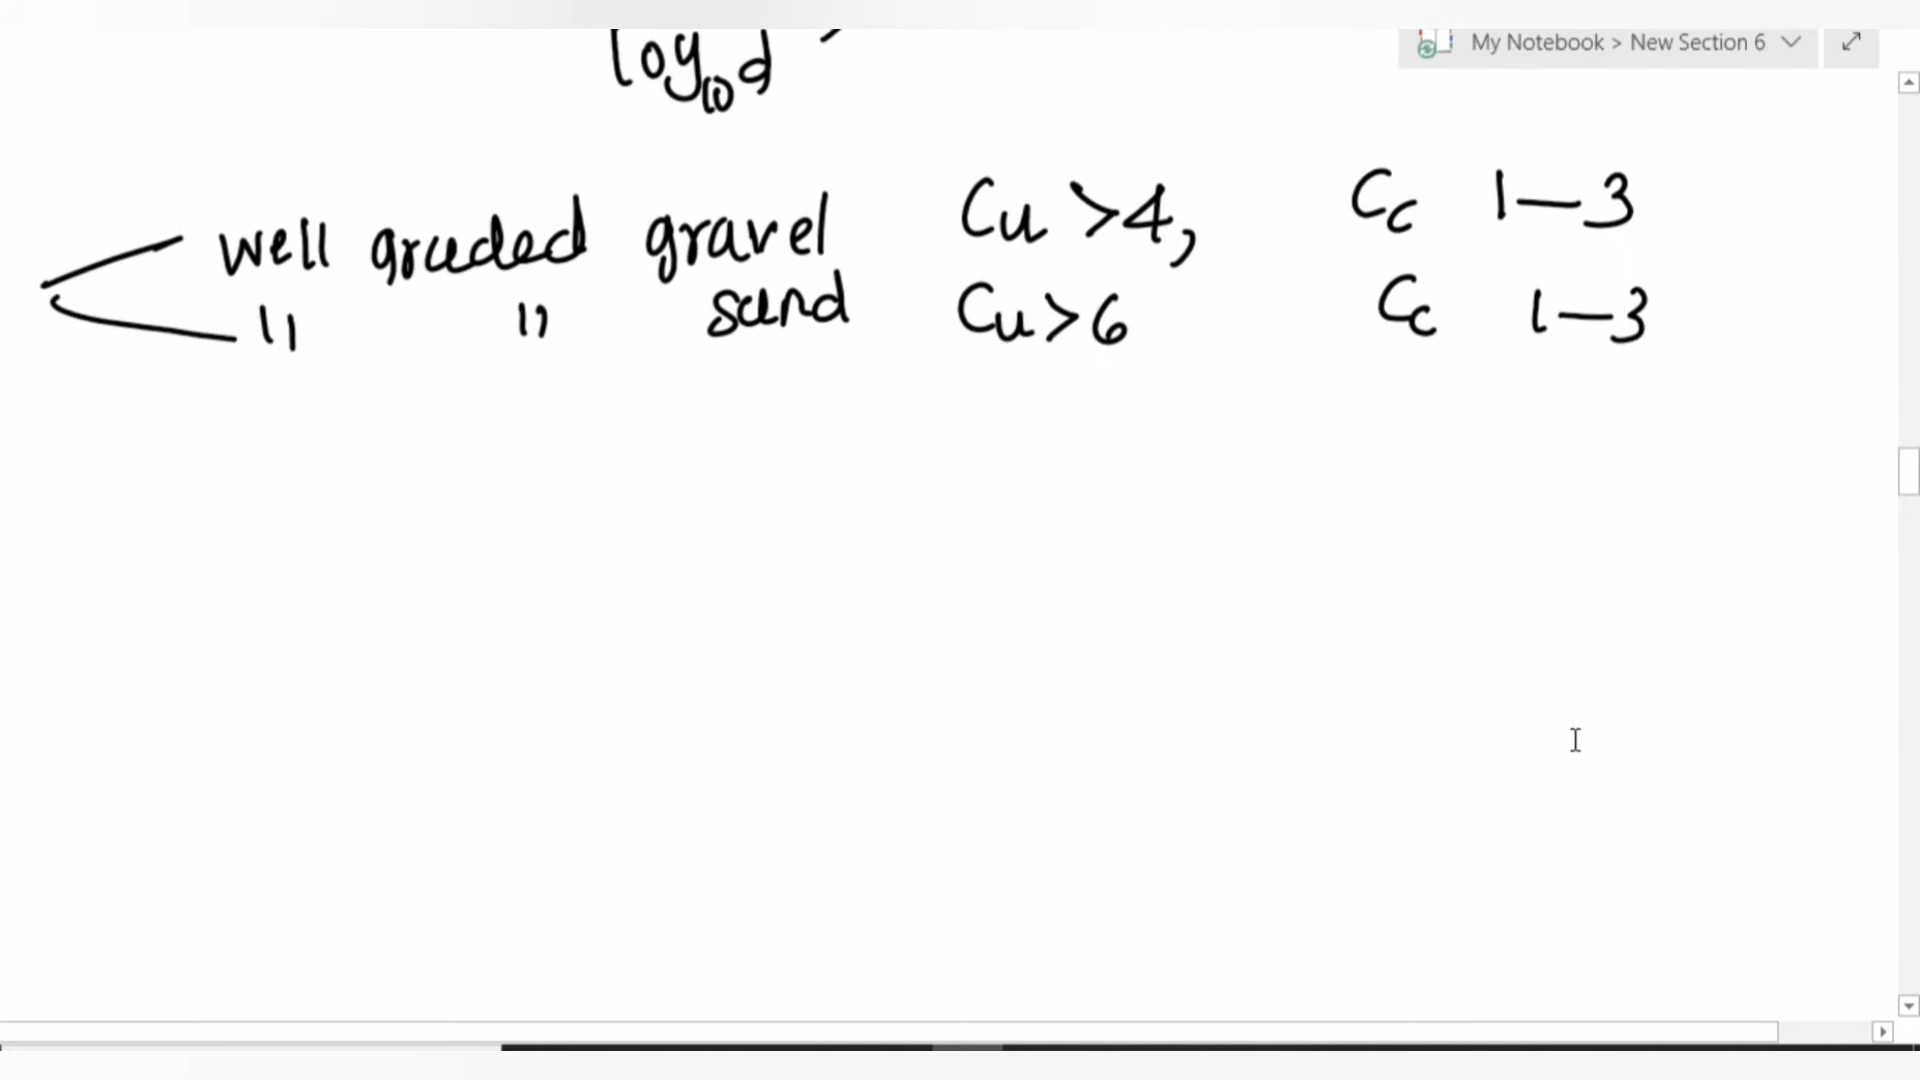 log10d
My Notebook > New Section 6
well graded gravel Cu >4, Cc 1—3
" " sand Cu>6 Cc 1—3